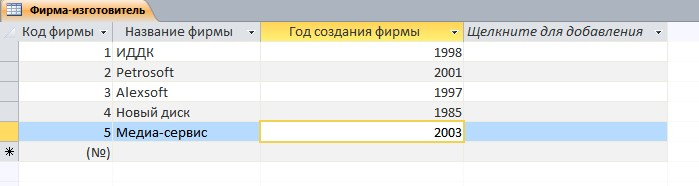 Фирма-изготовитель
Код фирмы Название фирмы Год создания фирмы Щелкните для добавления
1 ИДДК 1998
2 Petrosoft 2001
3 Alexsoft 1997
4 Новый диск 1985
5 Медиа-сервис 2003
(№)